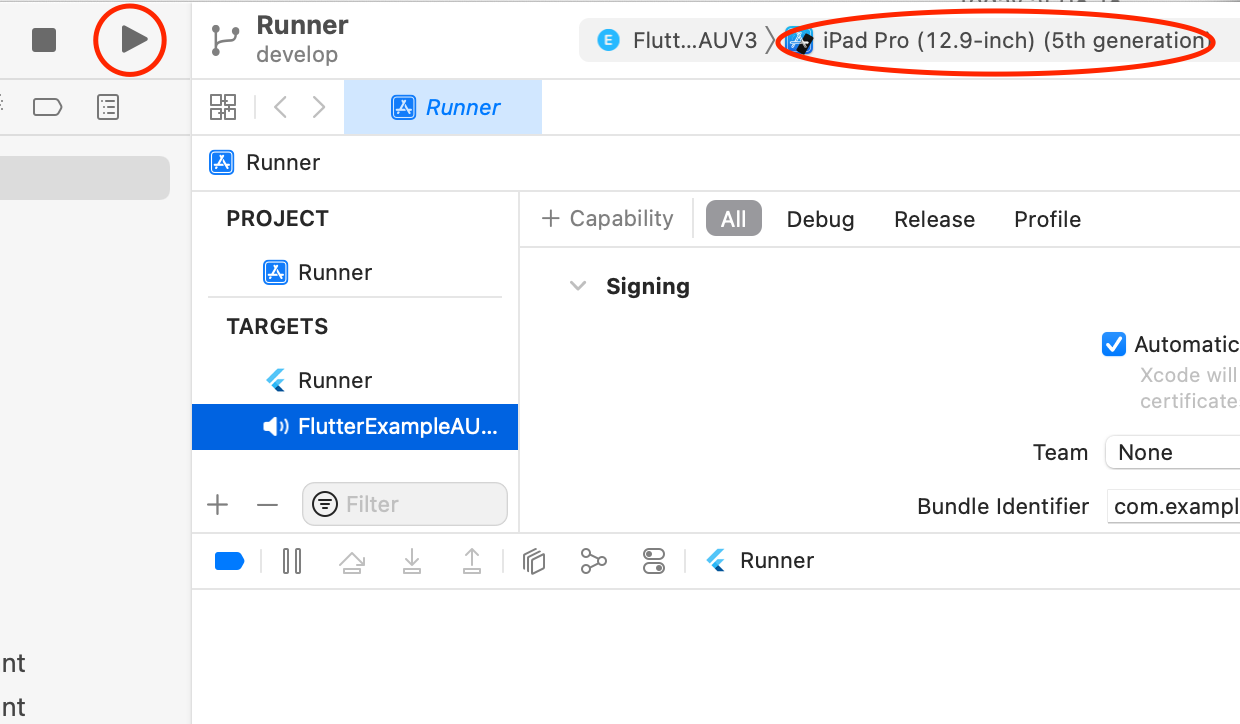 Runner
develop
E Flutt...AUV3 iPad Pro (12.9-inch) (5th generation)
Runner
Runner
PROJECT
Runner
TARGETS
Runner
FlutterExampleAU...
Filter
+ Capability All Debug Release Profile
Signing
Automatic
Xcode will
certificate
Team None
Bundle Identifier com.exampl
Runner
nt
nt